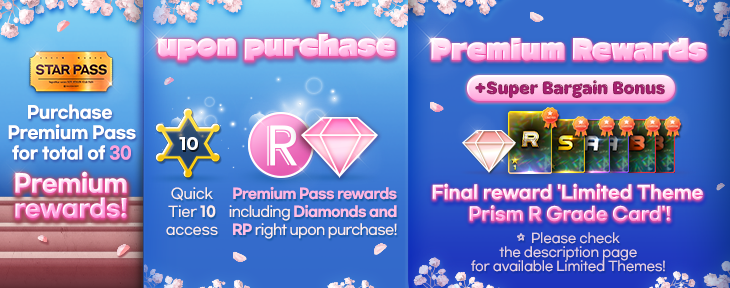 STAR PASS
Purchase
Premium Pass
for total of 30
Premium
rewards!
upon purchase
10
R
Quick
Tier 10
access
Premium Pass rewards
including Diamonds and
RP right upon purchase!
Premium Rewards
+Super Bargain Bonus
R
S
A
1
Final reward 'Limited Theme
Prism R Grade Card'!
Please check
the description page
for available Limited Themes!